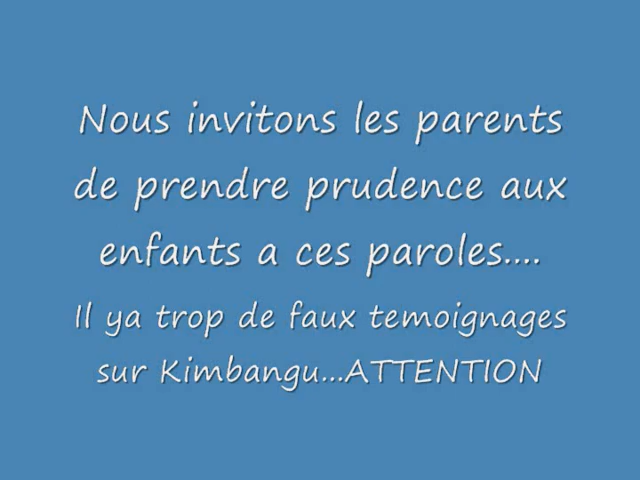 Nous invitons les parents
de prendre prudence aux
enfants a ces paroles....
Il ya trop de faux temoignages
sur Kimbangu...ATTENTION